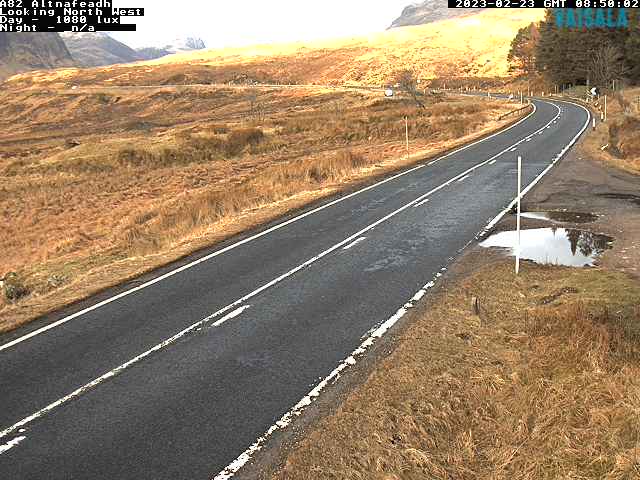 A82 Altnafeadh
Looking North West
Day - 1080 lux
Night - n/a
2023-02-23 GMT 08:50:02
VAISALA